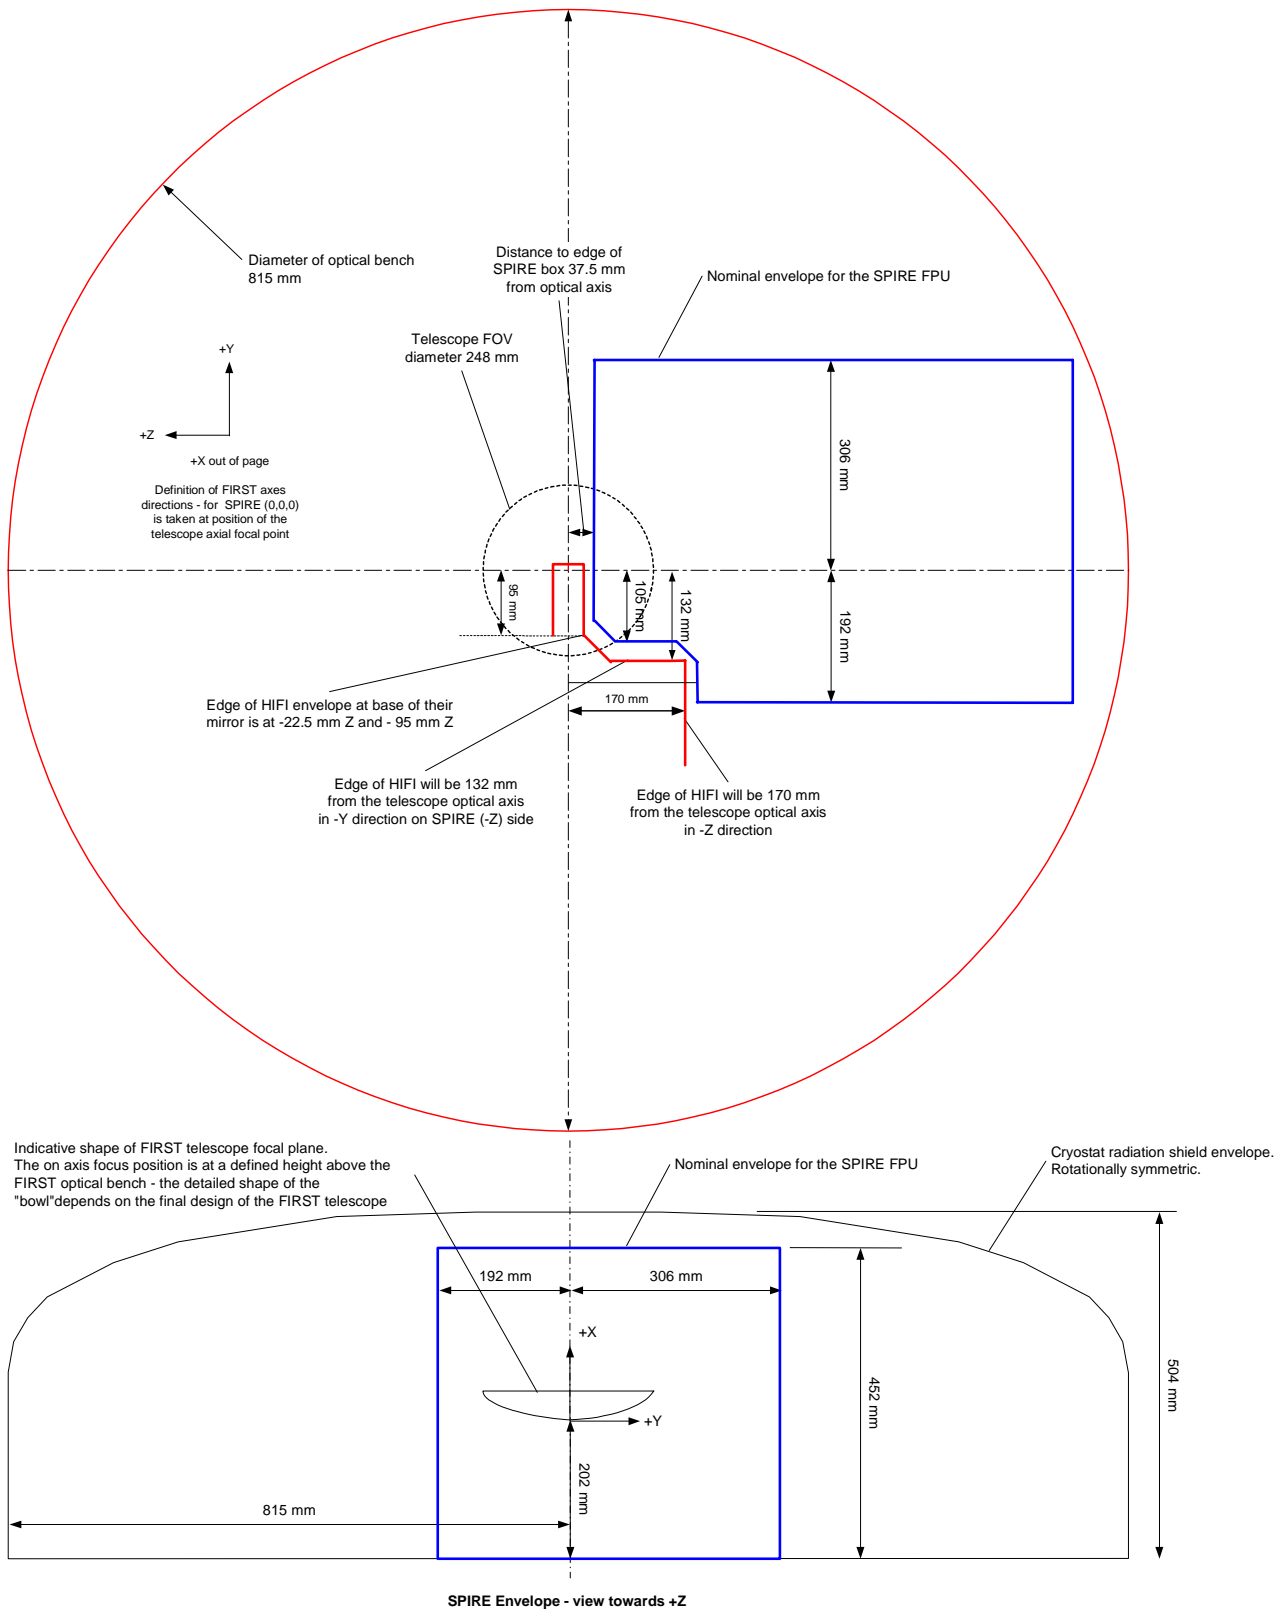 Diameter of optical bench
815 mm
Distance to edge of
SPIRE box 37.5 mm
from optical axis
Nominal envelope for the SPIRE FPU
Telescope FOV
diameter 248 mm
+Y
+Z
+X out of page
Definition of FIRST axes
directions - for SPIRE (0,0,0)
is taken at position of the
telescope axial focal point
306 mm
95 mm
105 mm
132 mm
192 mm
170 mm
Edge of HIFI envelope at base of their
mirror is at -22.5 mm Z and - 95 mm Z
Edge of HIFI will be 132 mm
from the telescope optical axis
in -Y direction on SPIRE (-Z) side
Edge of HIFI will be 170 mm
from the telescope optical axis
in -Z direction
Indicative shape of FIRST telescope focal plane.
The on axis focus position is at a defined height above the
FIRST optical bench - the detailed shape of the
"bowl"depends on the final design of the FIRST telescope
Nominal envelope for the SPIRE FPU
Cryostat radiation shield envelope.
Rotationally symmetric.
192 mm
306 mm
+X
+Y
452 mm
504 mm
202 mm
815 mm
SPIRE Envelope - view towards +Z